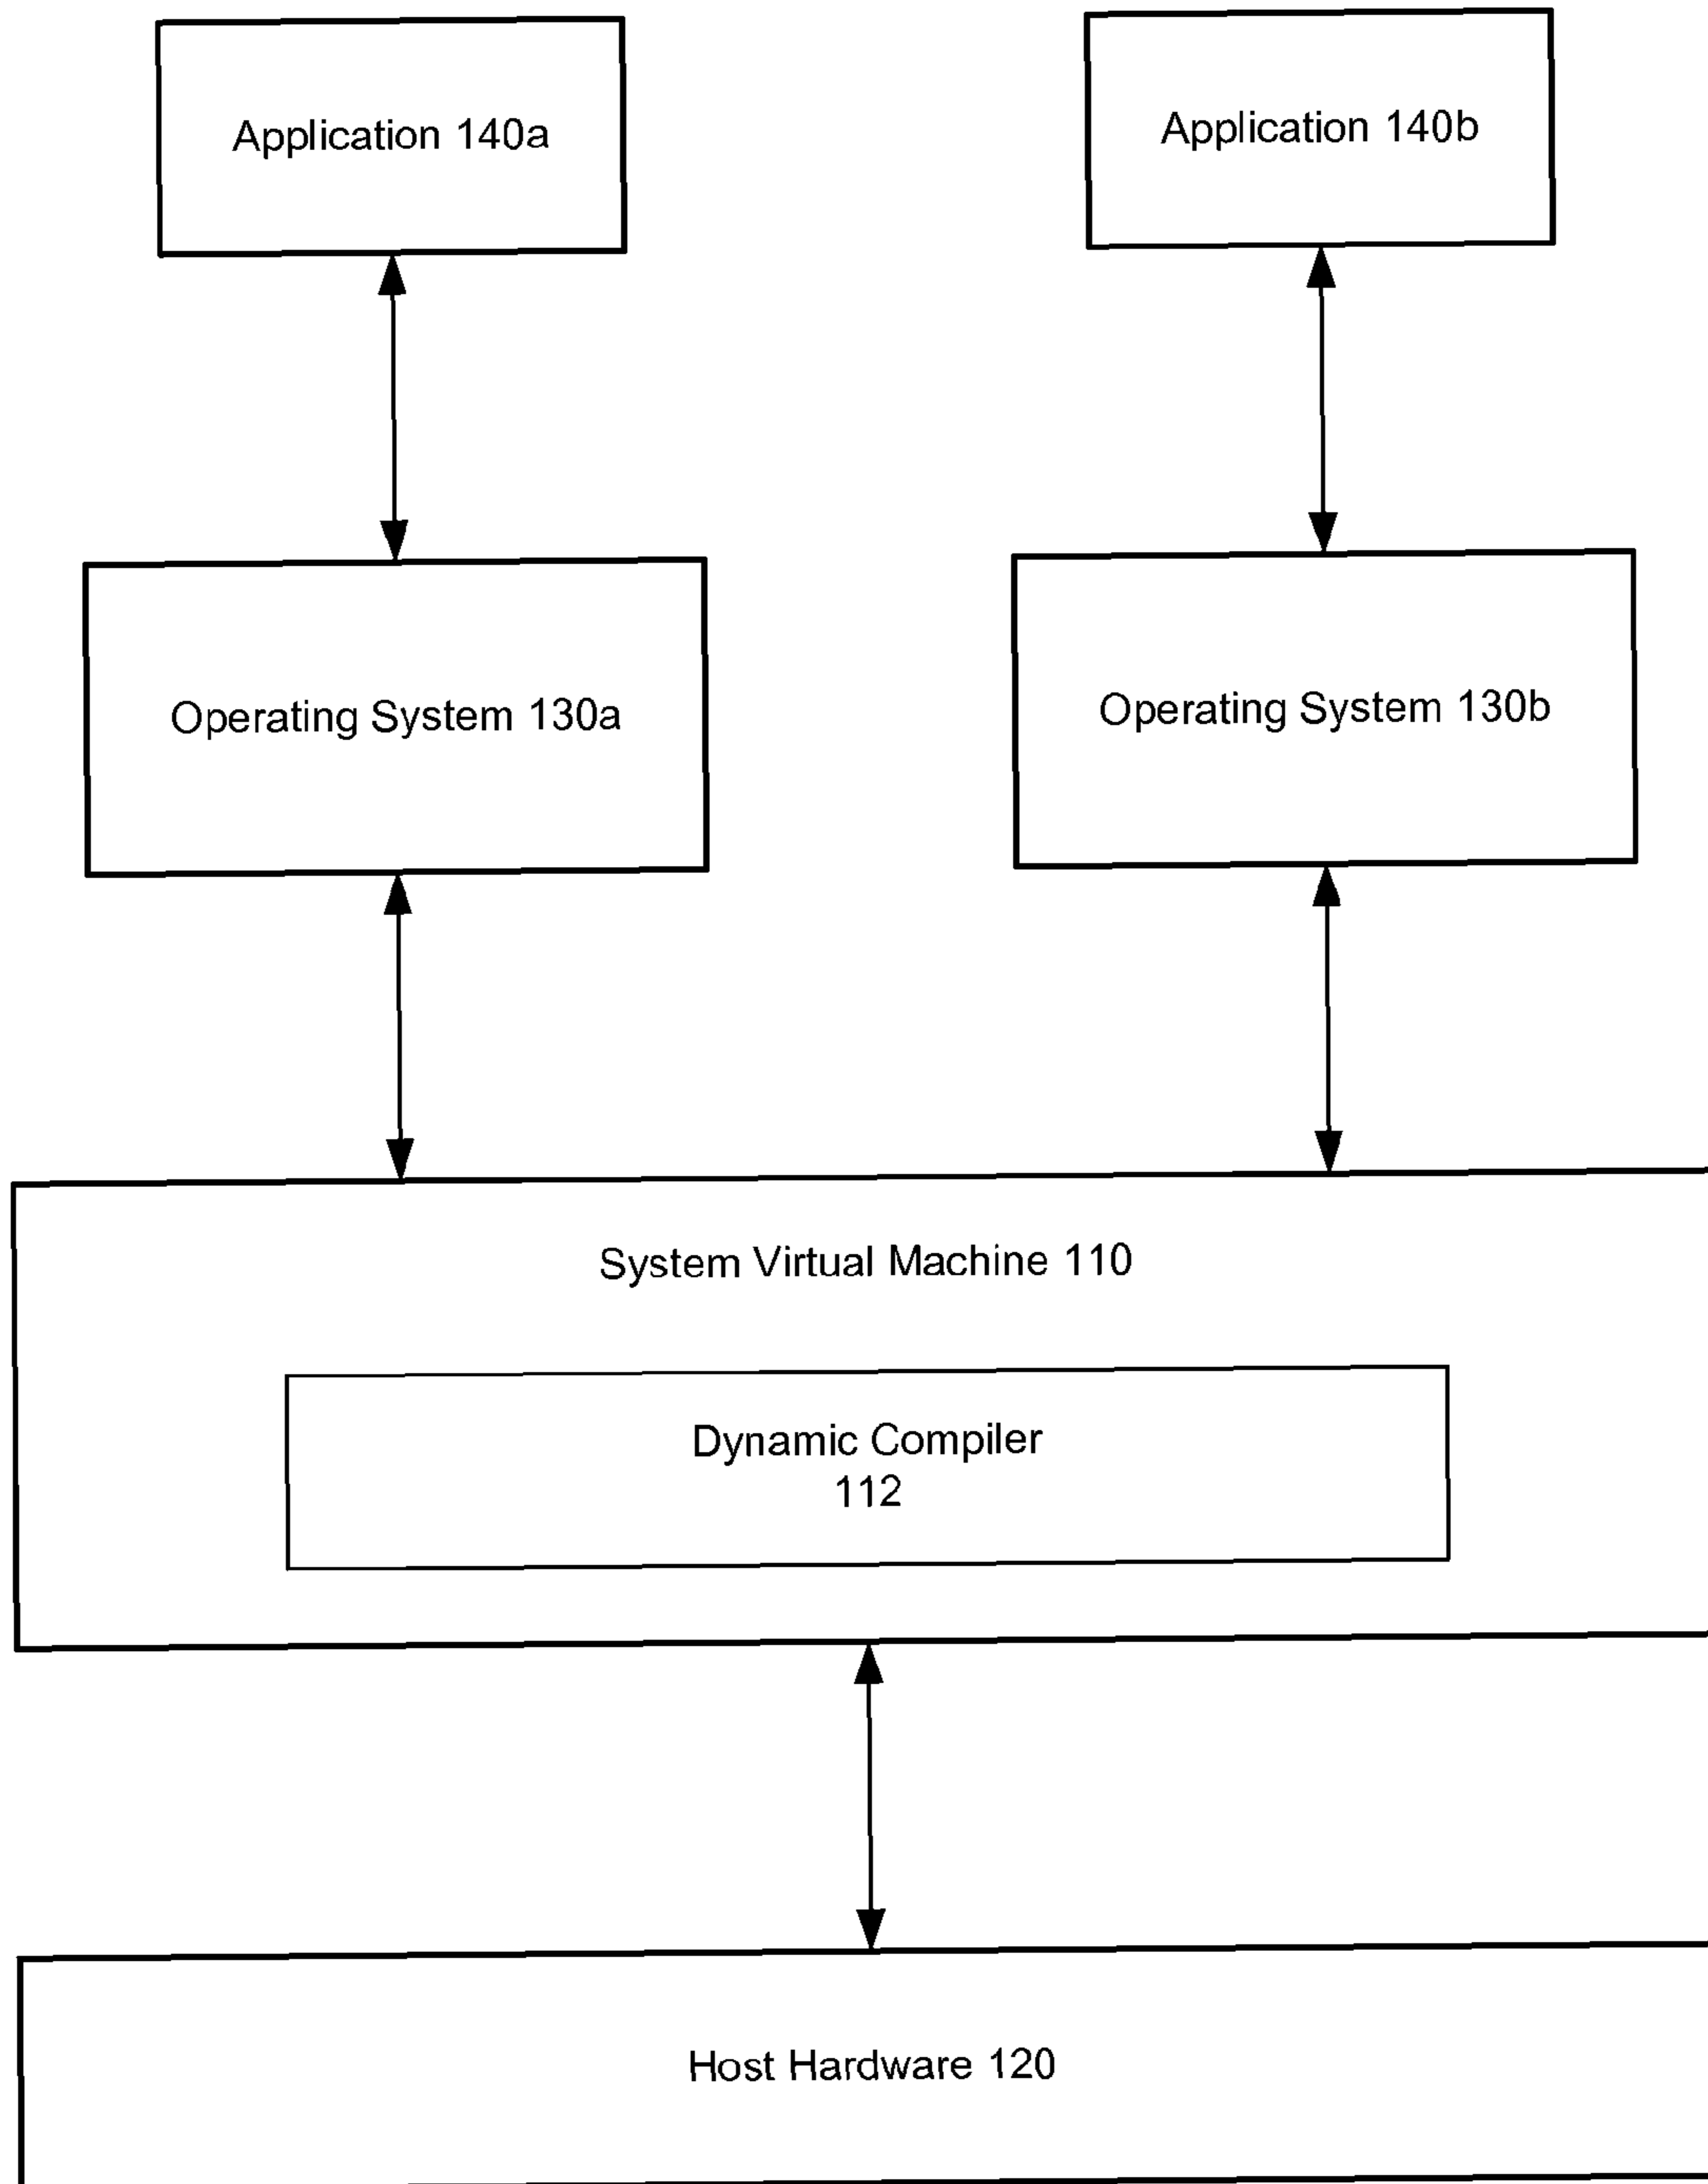 Application 140a
Application 140b
Operating System 130a
Operating System 130b
System Virtual Machine 110
Dynamic Compiler
112
Host Hardware 120